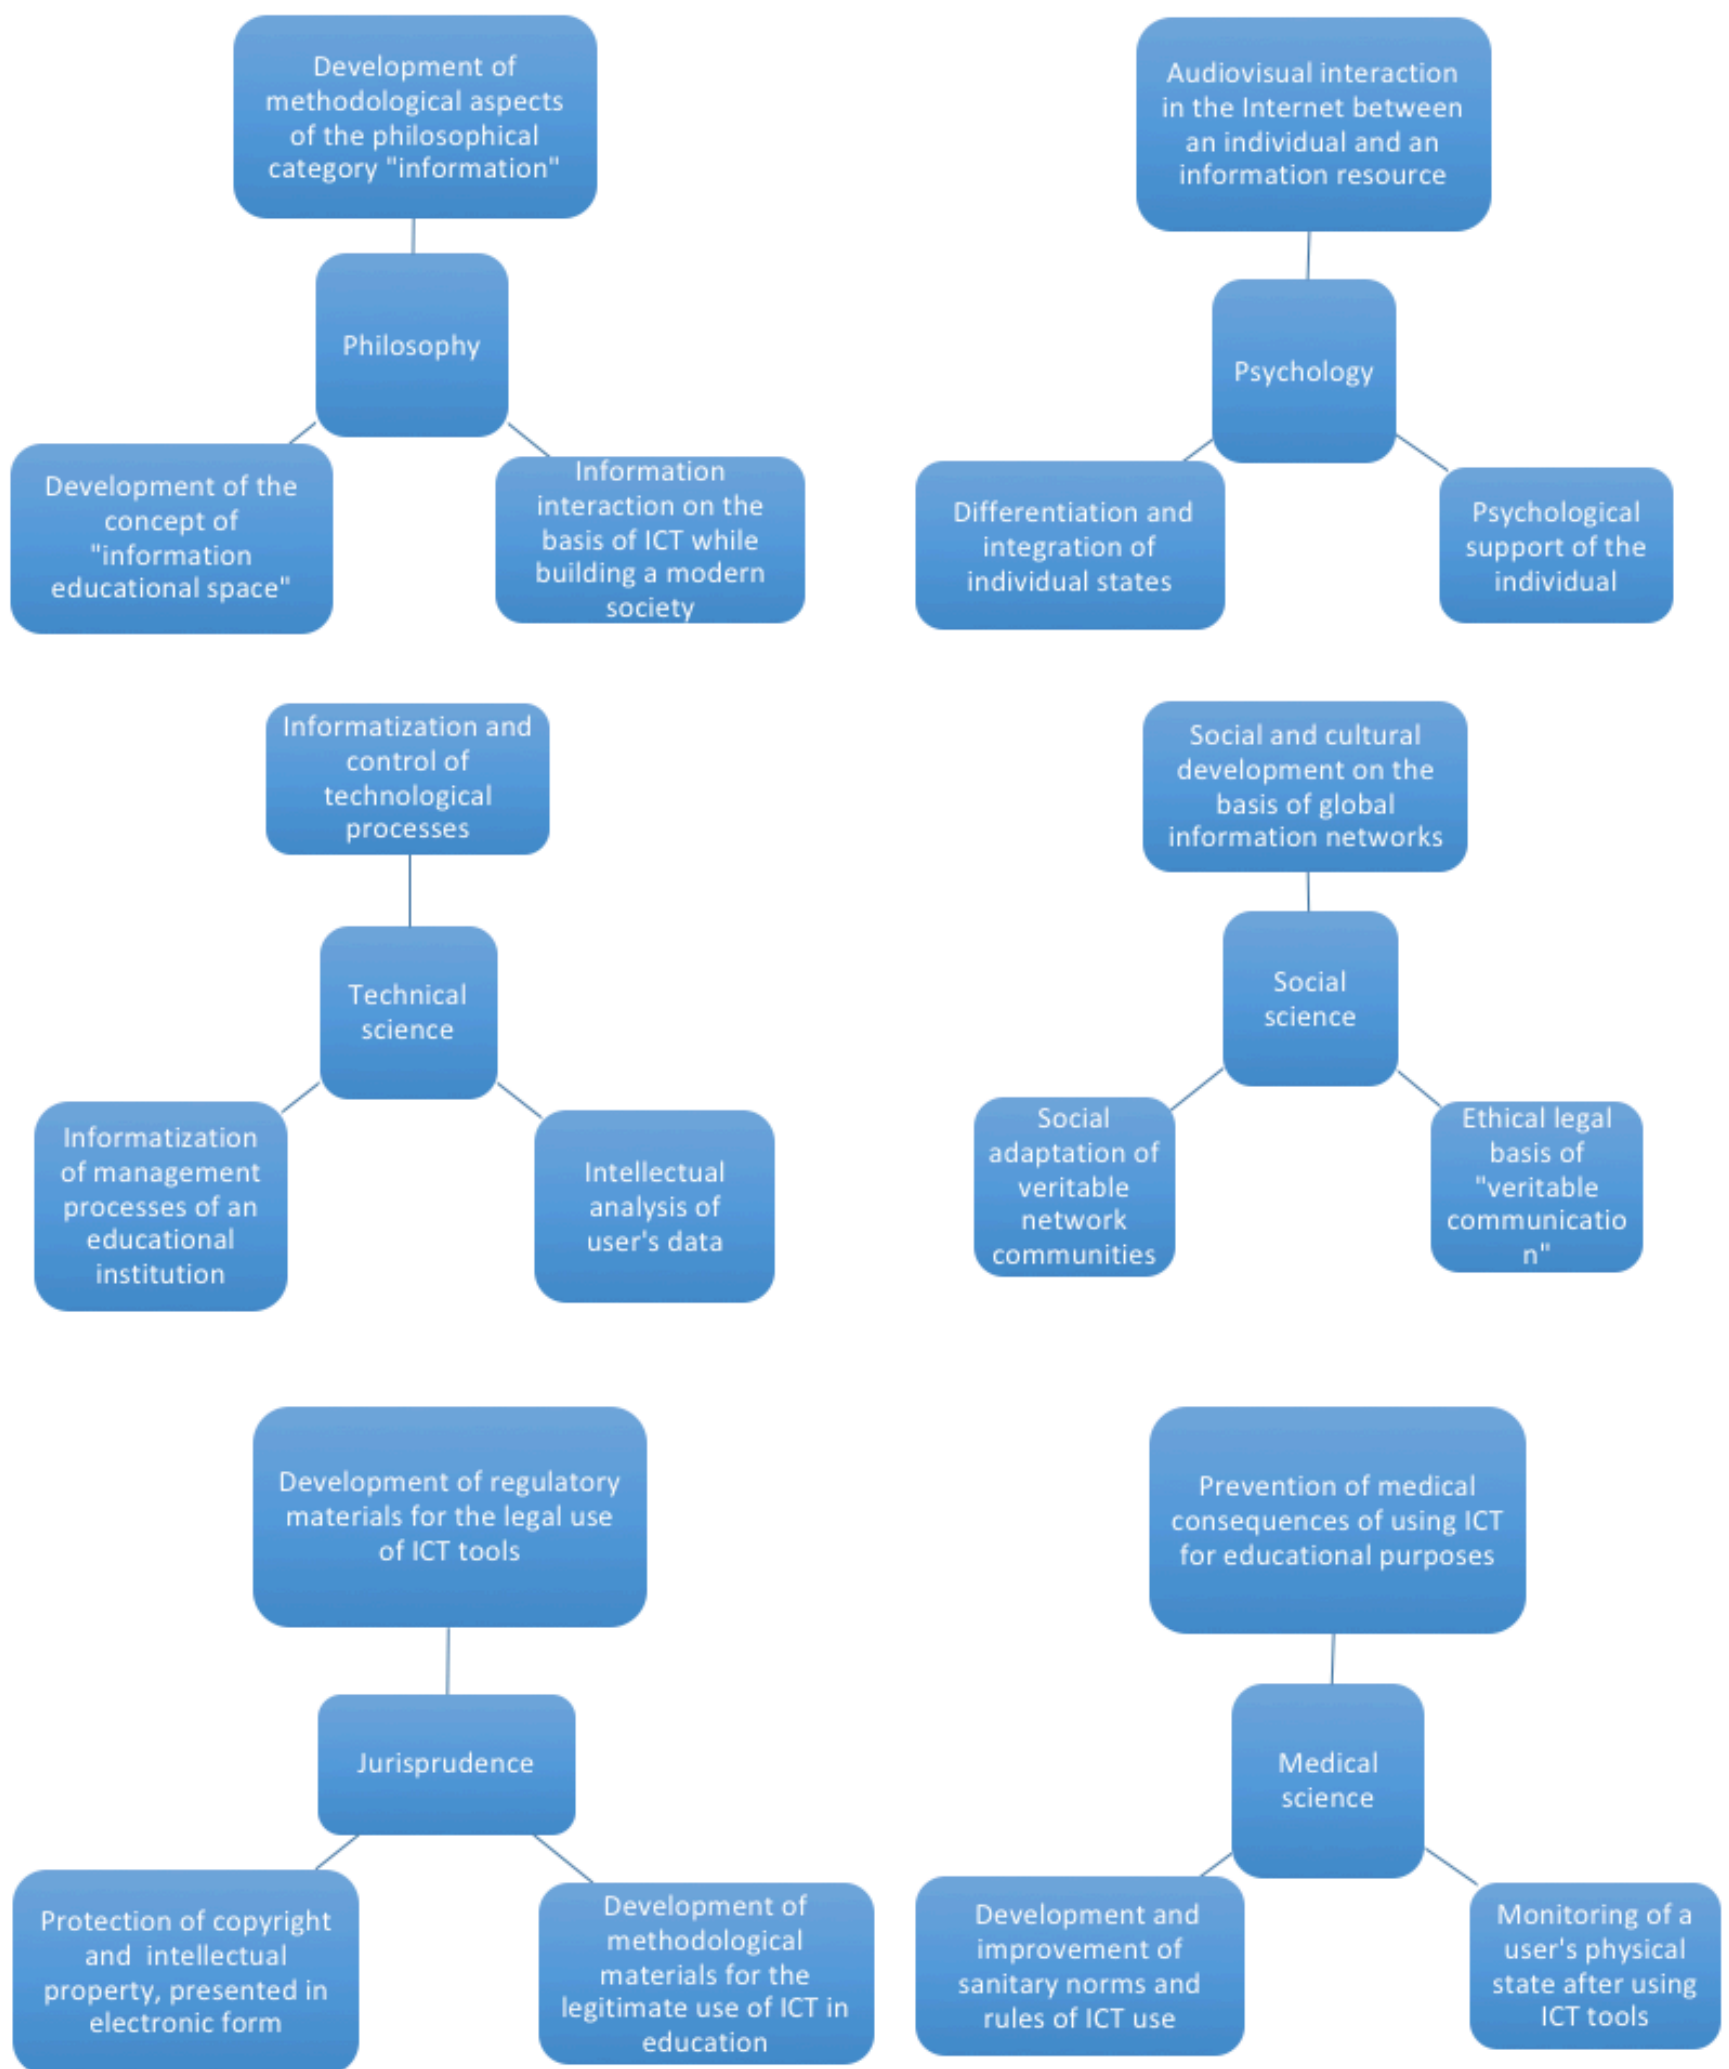 Development of
methodological aspects
of the philosophical
category "information"
Philosophy
Development of the
concept of
"information
educational space"
Information
interaction on the
basis of ICT while
building a modern
society
Audiovisual interaction
in the Internet between
an individual and an
information resource
Psychology
Differentiation and
integration of
individual states
Psychological
support of the
individual
Informatization and
control of
technological
processes
Technical
science
Informatization
of management
processes of an
educational
institution
Intellectual
analysis of
user's data
Social and cultural
development on the
basis of global
information networks
Social
science
Social
adaptation of
veritable
network
communities
Ethical legal
basis of
"veritable
communicatio
n"
Development of regulatory
materials for the legal use
of ICT tools
Jurisprudence
Protection of copyright
and  intellectual
property, presented in
electronic form
Development of
methodological
materials for the
legitimate use of ICT in
education
Prevention of medical
consequences of using ICT
for educational purposes
Medical
science
Development and
improvement of
sanitary norms and
rules of ICT use
Monitoring of a
user's physical
state after using
ICT tools